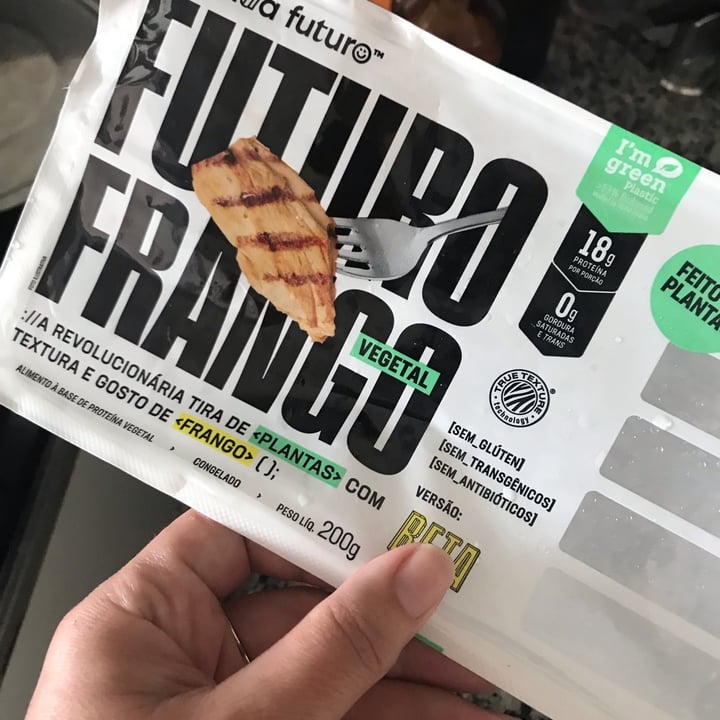 a futuro™
FUTURO
FRANGO
VEGETAL
://A REVOLUCIONÁRIA TIRA DE <PLANTAS> COM
TEXTURA E GOSTO DE <FRANGO> ( );
ALIMENTO À BASE DE PROTEÍNA VEGETAL > CONGELADO > PESO LÍQ. 200g
I'm
green
Plastic
18g
PROTEÍNA
POR PORÇÃO
0g
GORDURA
SATURADAS
E TRANS
FEITO
PLANTA
TRUE TEXTURE
technology
®
[SEM_GLÚTEN]
[SEM_TRANSGÊNICOS]
[SEM_ANTIBIÓTICOS]
VERSÃO:
BETA